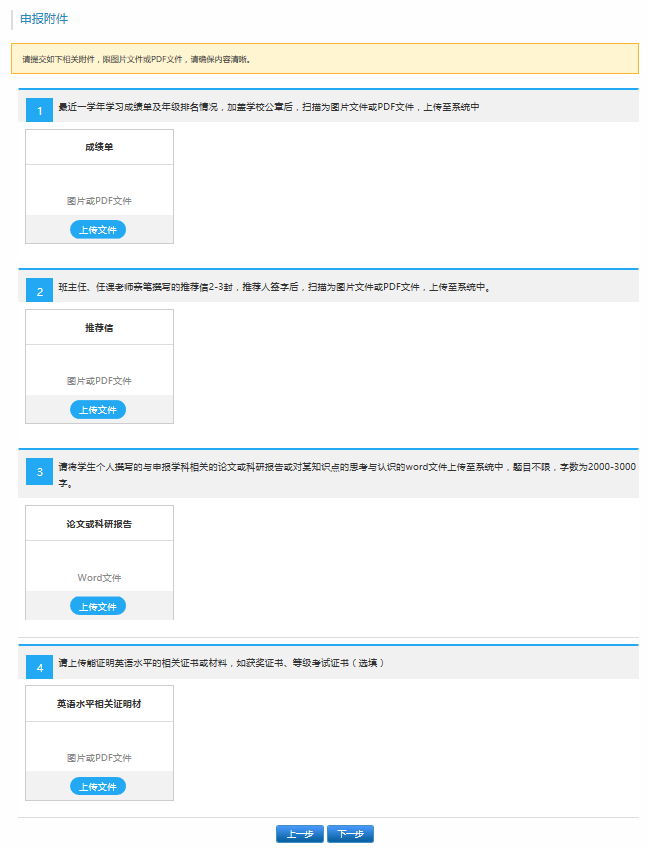 申报附件
请提交如下相关附件，限图片文件或PDF文件，请确保内容清晰。
1
最近一学年学习成绩单及年级排名情况，加盖学校公章后，扫描为图片文件或PDF文件，上传至系统中
成绩单
图片或PDF文件
上传文件
2
班主任、任课老师亲笔撰写的推荐信2-3封，推荐人签字后，扫描为图片文件或PDF文件，上传至系统中。
推荐信
图片或PDF文件
上传文件
3
请将学生个人撰写的与申报学科相关的论文或科研报告或对某知识点的思考与认识的word文件上传至系统中，题目不限，字数为2000-3000
字。
论文或科研报告
Word文件
上传文件
4
请上传能证明英语水平的相关证书或材料，如获奖证书、等级考试证书（选填）
英语水平相关证明材
图片或PDF文件
上传文件
上一步 下一步